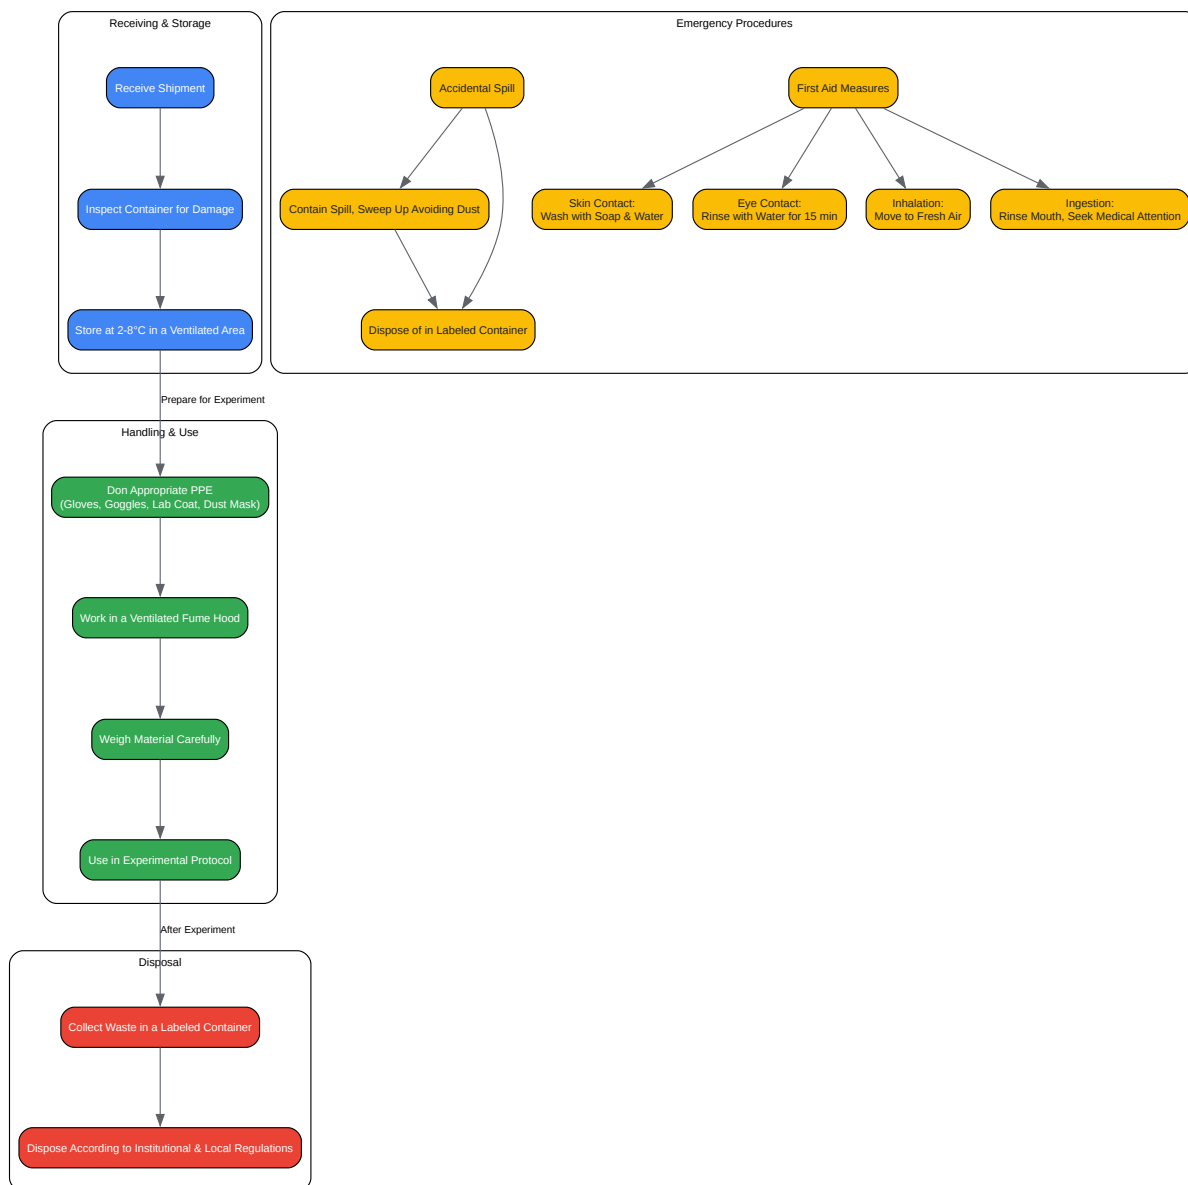 Receiving & Storage
Receive Shipment
Inspect Container for Damage
Store at 2-8°C in a Ventilated Area
Emergency Procedures
Accidental Spill
Contain Spill, Sweep Up Avoiding Dust
Dispose of in Labeled Container
First Aid Measures
Skin Contact:
Wash with Soap & Water
Eye Contact:
Rinse with Water for 15 min
Inhalation:
Move to Fresh Air
Ingestion:
Rinse Mouth, Seek Medical Attention
Prepare for Experiment
Handling & Use
Don Appropriate PPE
(Gloves, Goggles, Lab Coat, Dust Mask)
Work in a Ventilated Fume Hood
Weigh Material Carefully
Use in Experimental Protocol
After Experiment
Disposal
Collect Waste in a Labeled Container
Dispose According to Institutional & Local Regulations